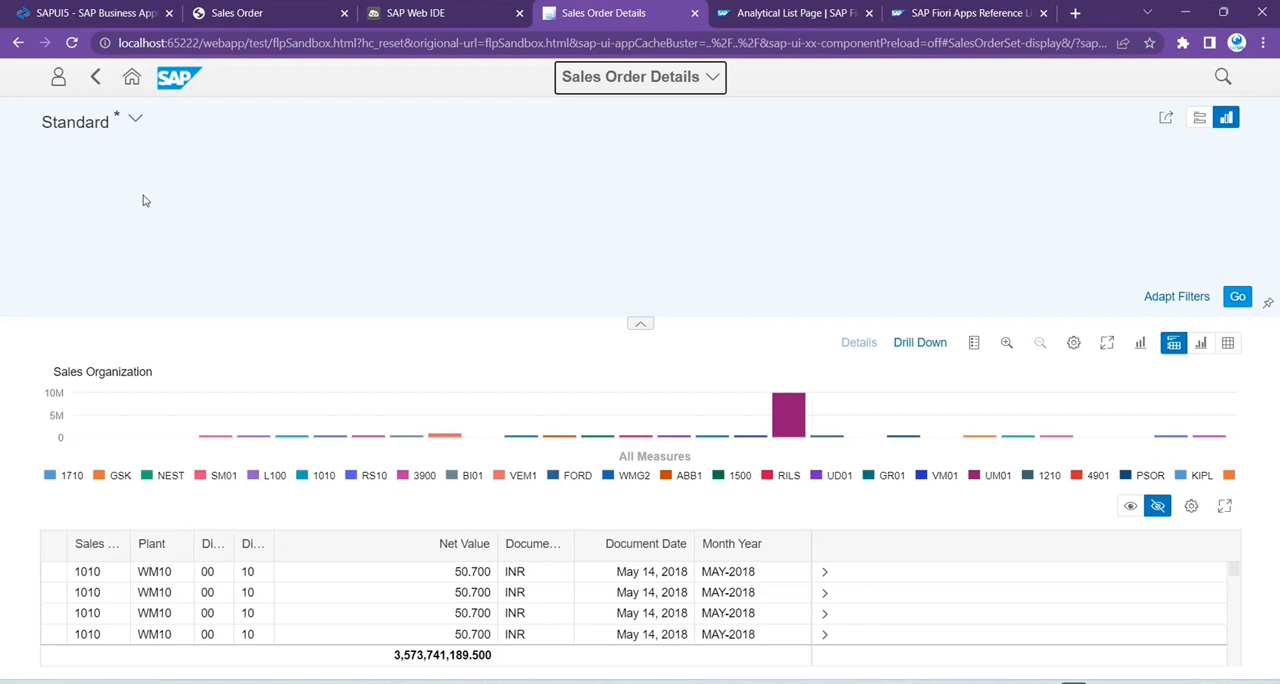 SAPUI5 - SAP Business App
Sales Order
SAP Web IDE
Sales Order Details
Analytical List Page | SAP Fi
SAP Fiori Apps Reference Li
localhost:65222/webapp/test/flpSandbox.html?hc_reset&origional-url=flpSandbox.html&sap-ui-appCacheBuster=..%2F..%2F&sap-ui-xx-componentPreload=off#SalesOrderSet-display&/?sap...
SAP
Sales Order Details
Standard *
Adapt Filters
Go
Details
Drill Down
Sales Organization
10M
5M
0
All Measures
1710 GSK NEST SM01 L100 1010 RS10 3900 BI01 VEM1 FORD WMG2 ABB1 1500 RILS UD01 GR01 VM01 UM01 1210 4901 PSOR KIPL
Sales ... Plant Di... Di... Net Value Docume... Document Date Month Year
1010 WM10 00 10 50.700 INR May 14, 2018 MAY-2018
1010 WM10 00 10 50.700 INR May 14, 2018 MAY-2018
1010 WM10 00 10 50.700 INR May 14, 2018 MAY-2018
1010 WM10 00 10 50.700 INR May 14, 2018 MAY-2018
3,573,741,189.500